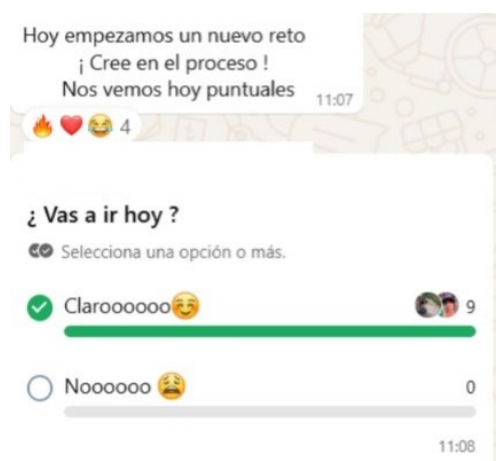 Hoy empezamos un nuevo reto
¡ Cree en el proceso !
Nos vemos hoy puntuales
11:07
🔥 ❤️ 😂 4
¿ Vas a ir hoy ?
Selecciona una opción o más.
Claroooooo☺️ 9
Noooooo 😩 0
11:08